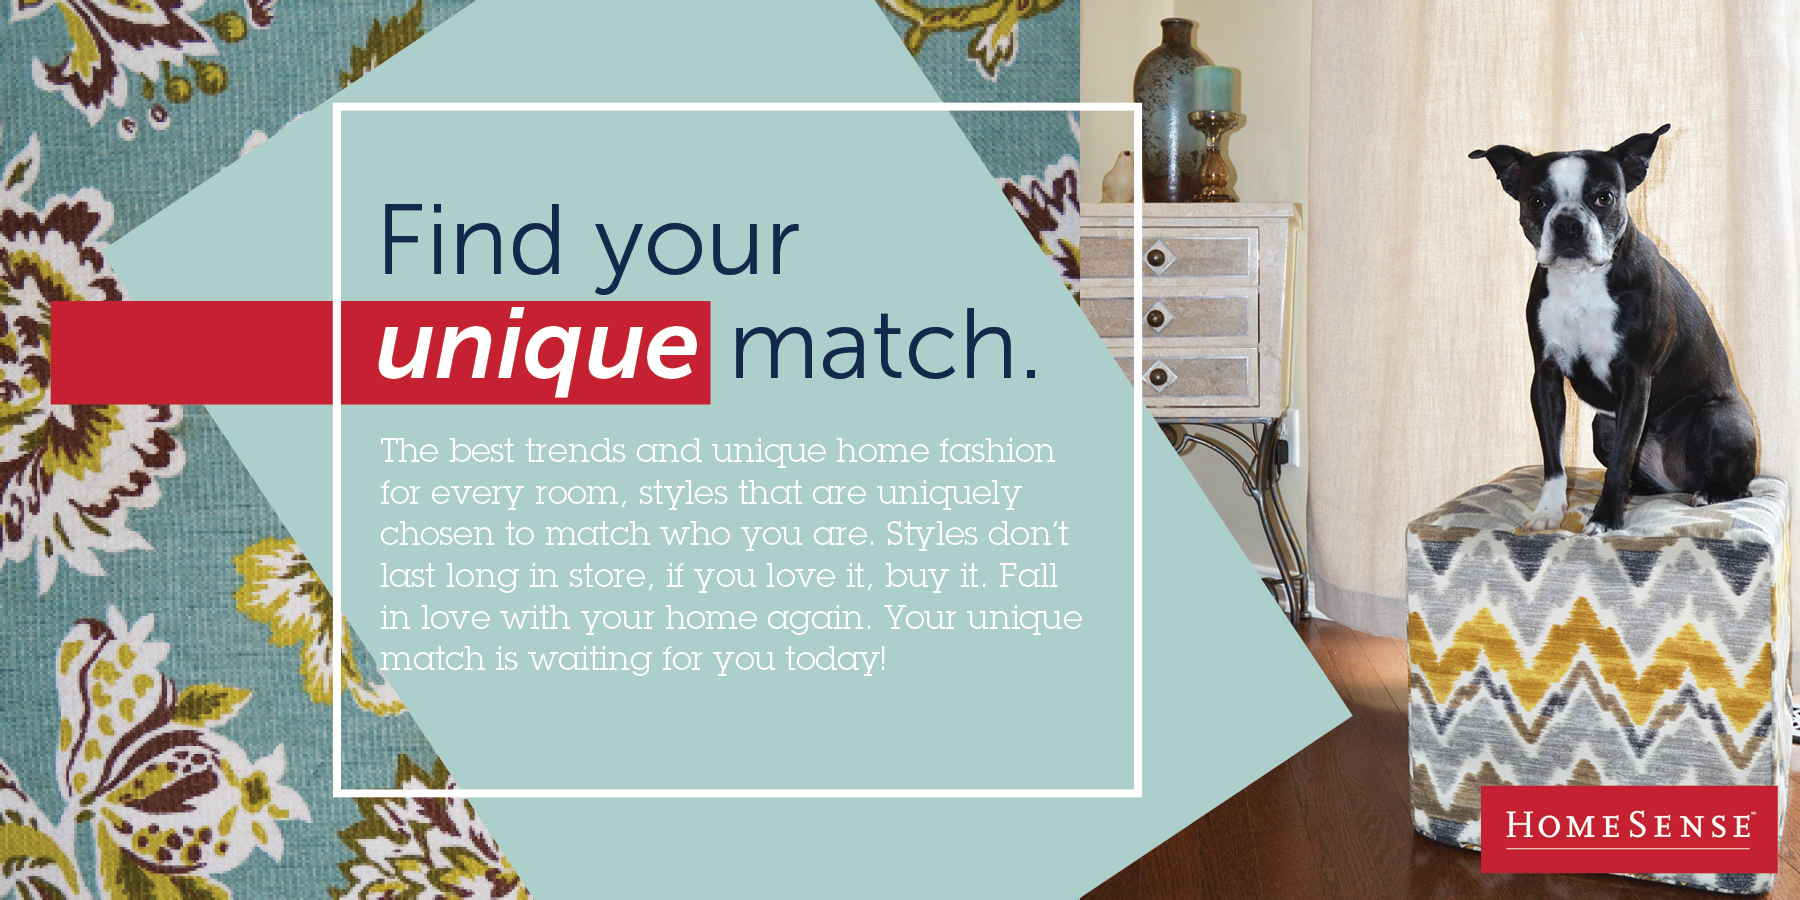 Find your
unique match.
The best trends and unique home fashion
for every room, styles that are uniquely
chosen to match who you are. Styles don't
last long in store, if you love it, buy it. Fall
in love with your home again. Your unique
match is waiting for you today!
HOMESENSE